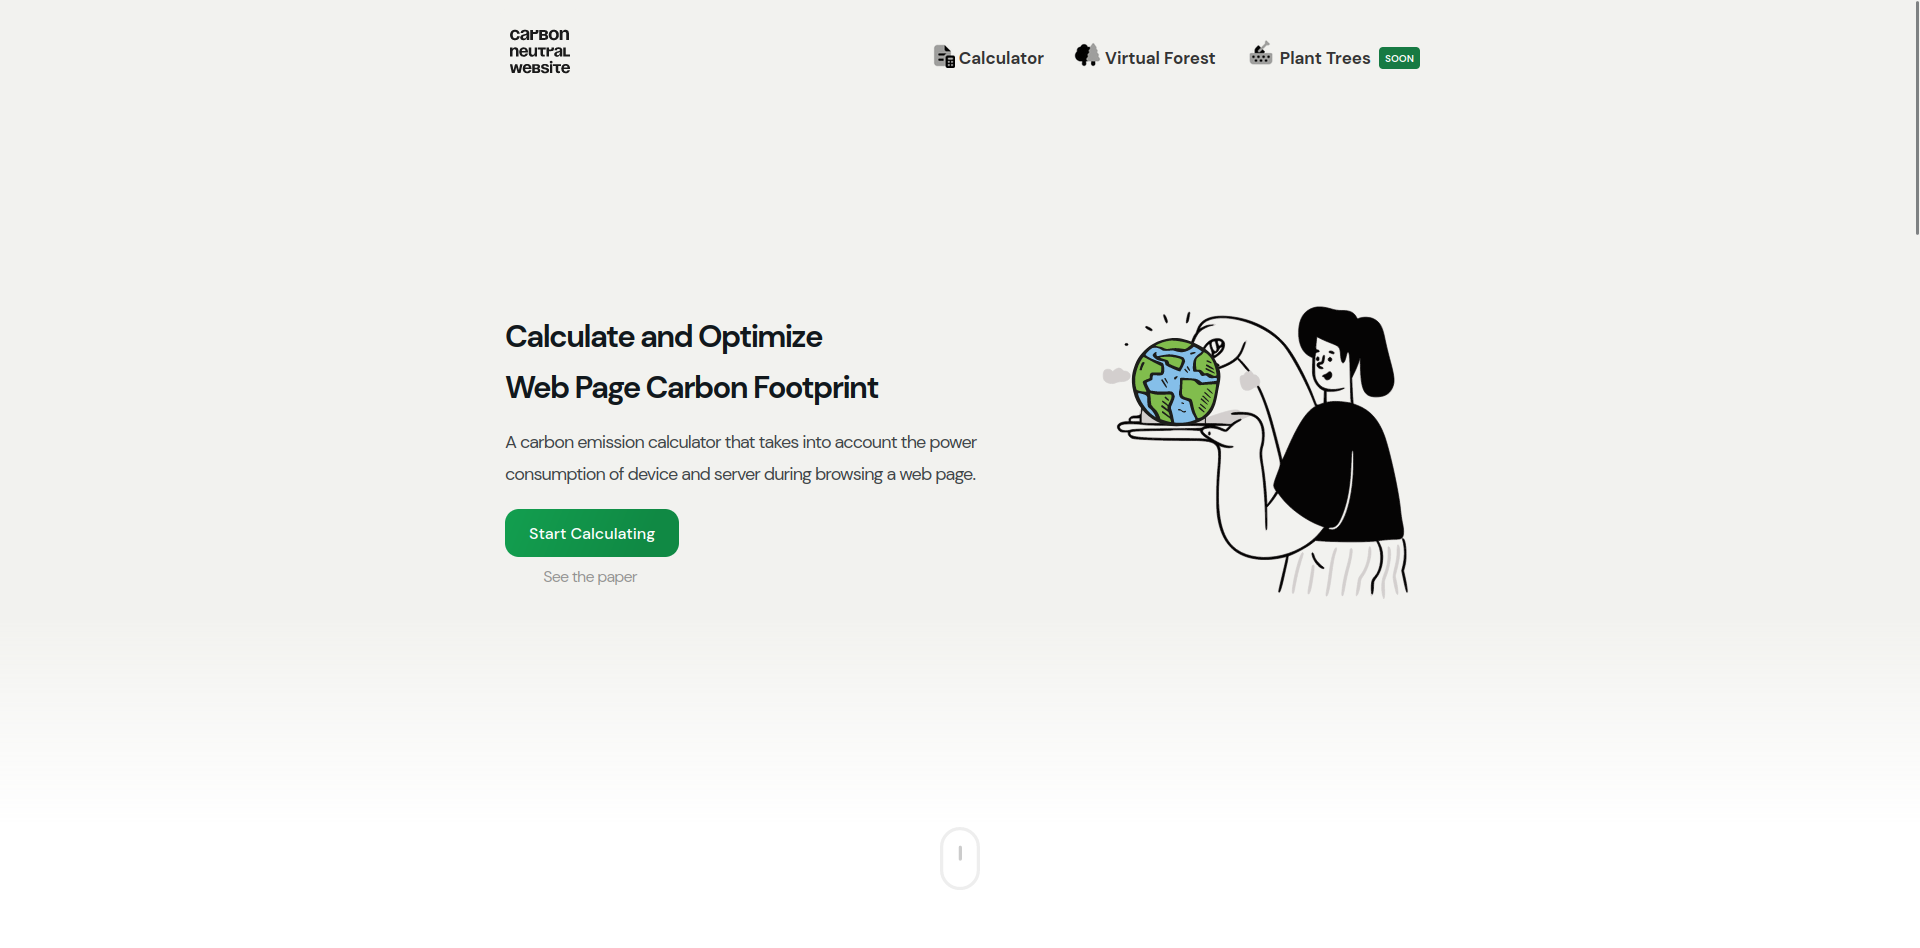 carbon
neutral
website
Calculator
Virtual Forest
Plant Trees
SOON
Calculate and Optimize
Web Page Carbon Footprint
A carbon emission calculator that takes into account the power
consumption of device and server during browsing a web page.
Start Calculating
See the paper